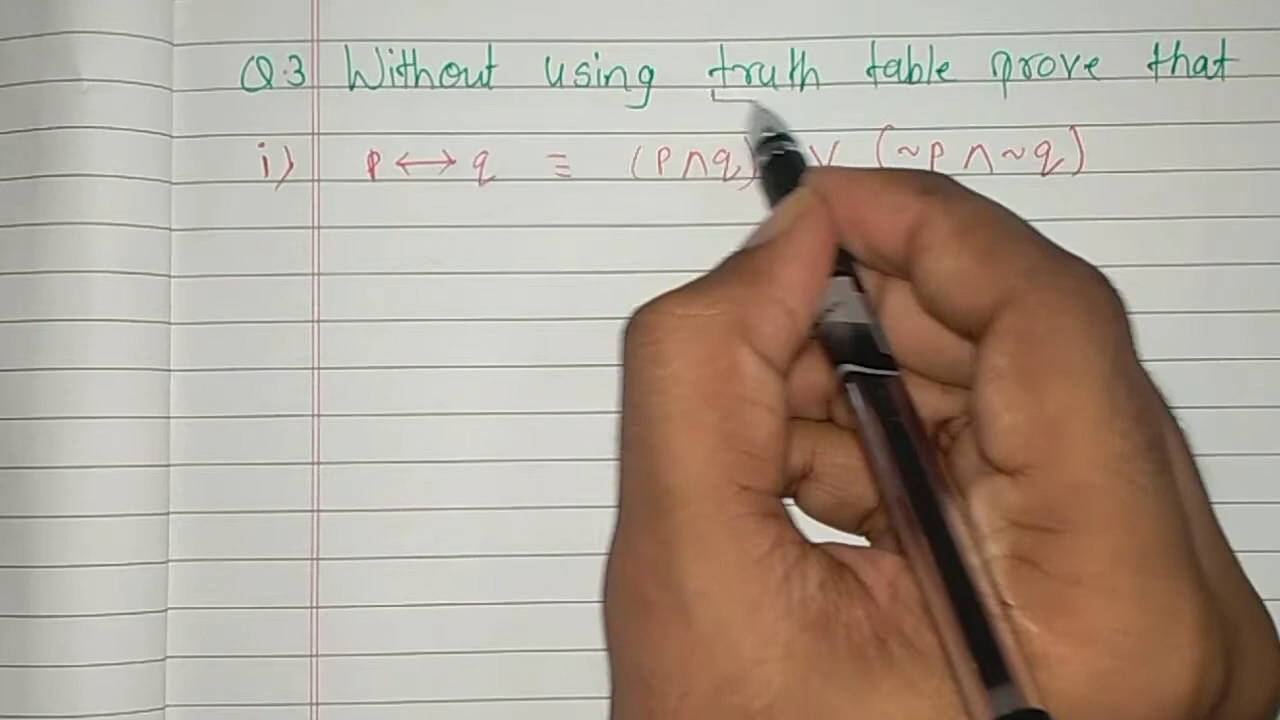 Q.3 Without using truth table prove that
i) p ↔ q ≡ (p ∧ q) ∨ (~p ∧ ~q)